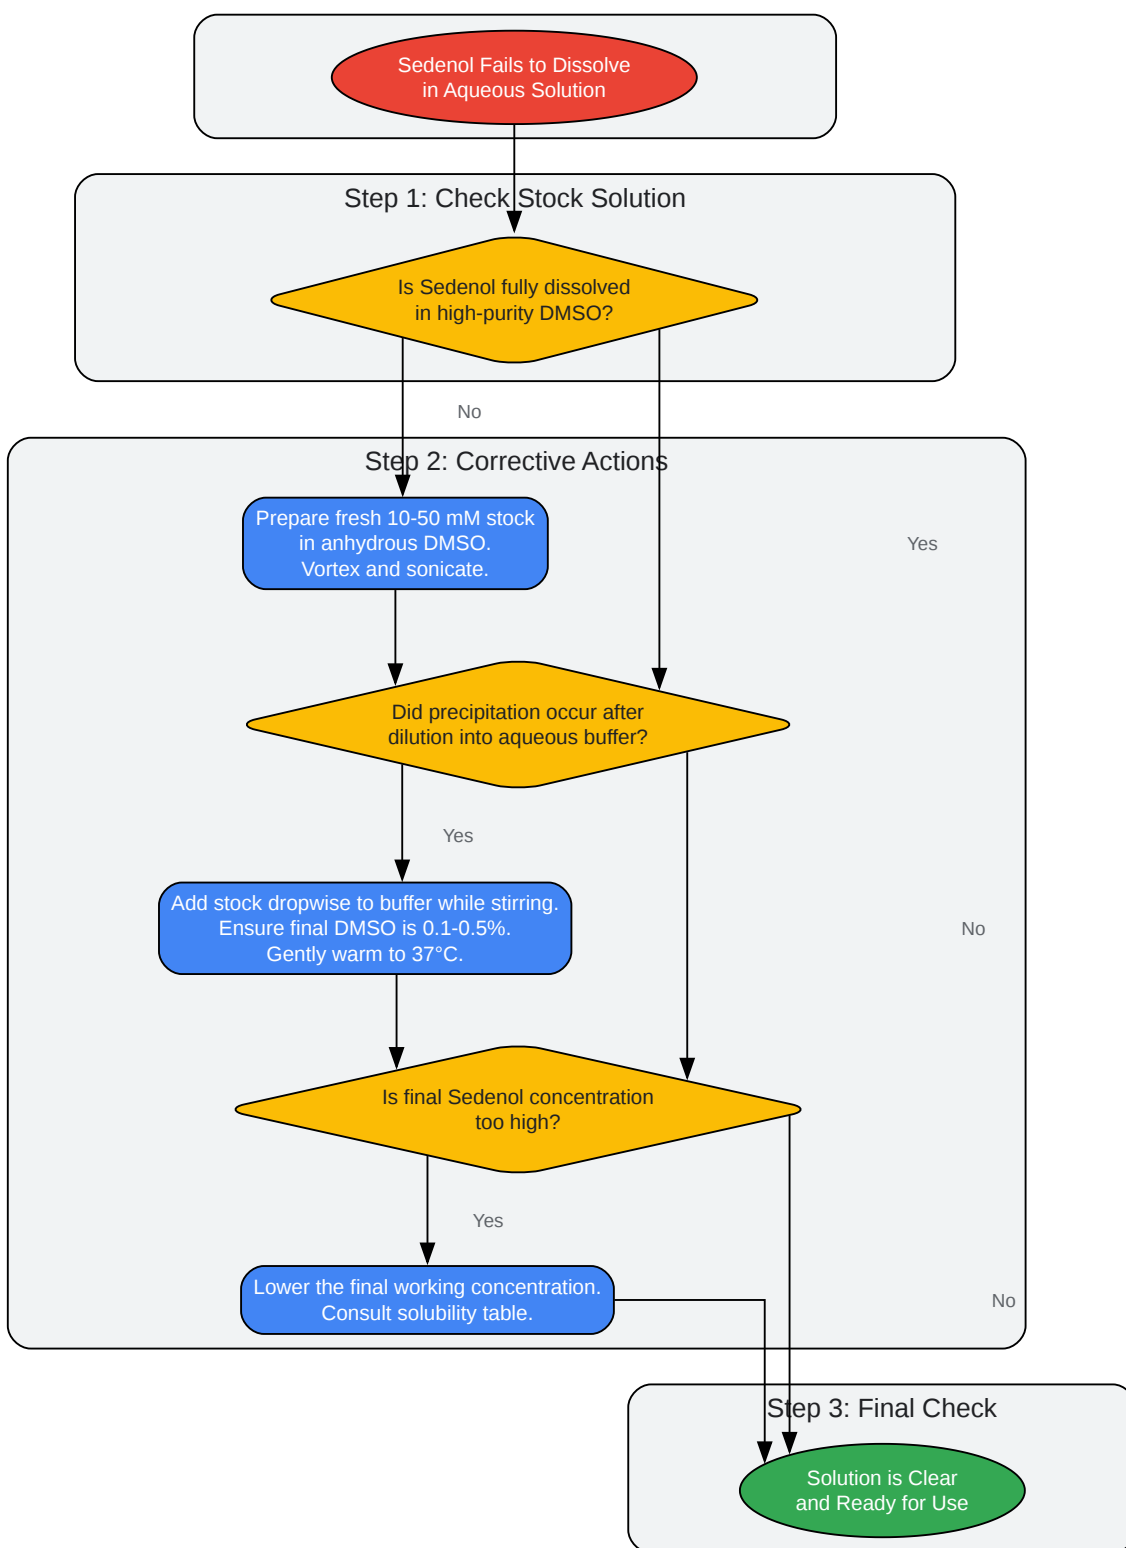 Sedenol Fails to Dissolve
in Aqueous Solution
Step 1: Check Stock Solution
Is Sedenol fully dissolved
in high-purity DMSO?
No
Step 2: Corrective Actions
Prepare fresh 10-50 mM stock
in anhydrous DMSO.
Vortex and sonicate.
Yes
Did precipitation occur after
dilution into aqueous buffer?
Yes
Add stock dropwise to buffer while stirring.
Ensure final DMSO is 0.1-0.5%.
Gently warm to 37°C.
No
Is final Sedenol concentration
too high?
Yes
Lower the final working concentration.
Consult solubility table.
No
Step 3: Final Check
Solution is Clear
and Ready for Use